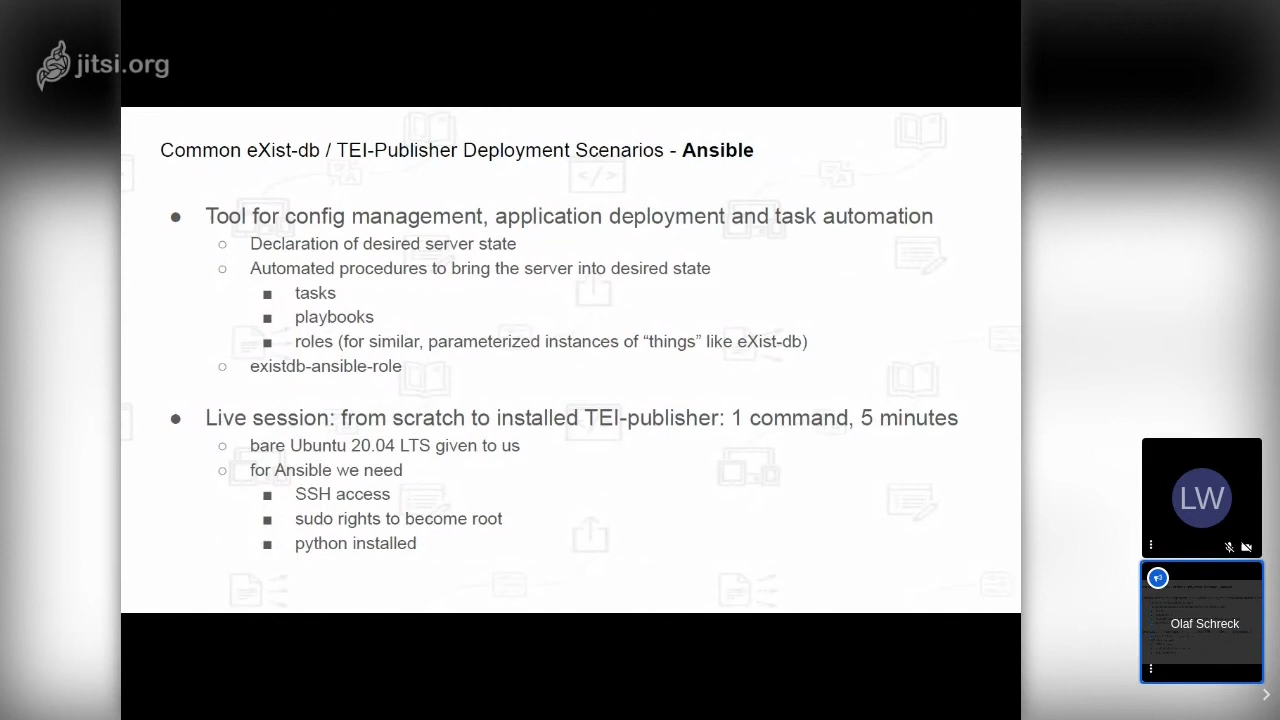 jitsi.org
Common eXist-db / TEI-Publisher Deployment Scenarios - Ansible
● Tool for config management, application deployment and task automation
○ Declaration of desired server state
○ Automated procedures to bring the server into desired state
■ tasks
■ playbooks
■ roles (for similar, parameterized instances of “things” like eXist-db)
○ existdb-ansible-role
● Live session: from scratch to installed TEI-publisher: 1 command, 5 minutes
○ bare Ubuntu 20.04 LTS given to us
○ for Ansible we need
■ SSH access
■ sudo rights to become root
■ python installed
LW
Olaf Schreck